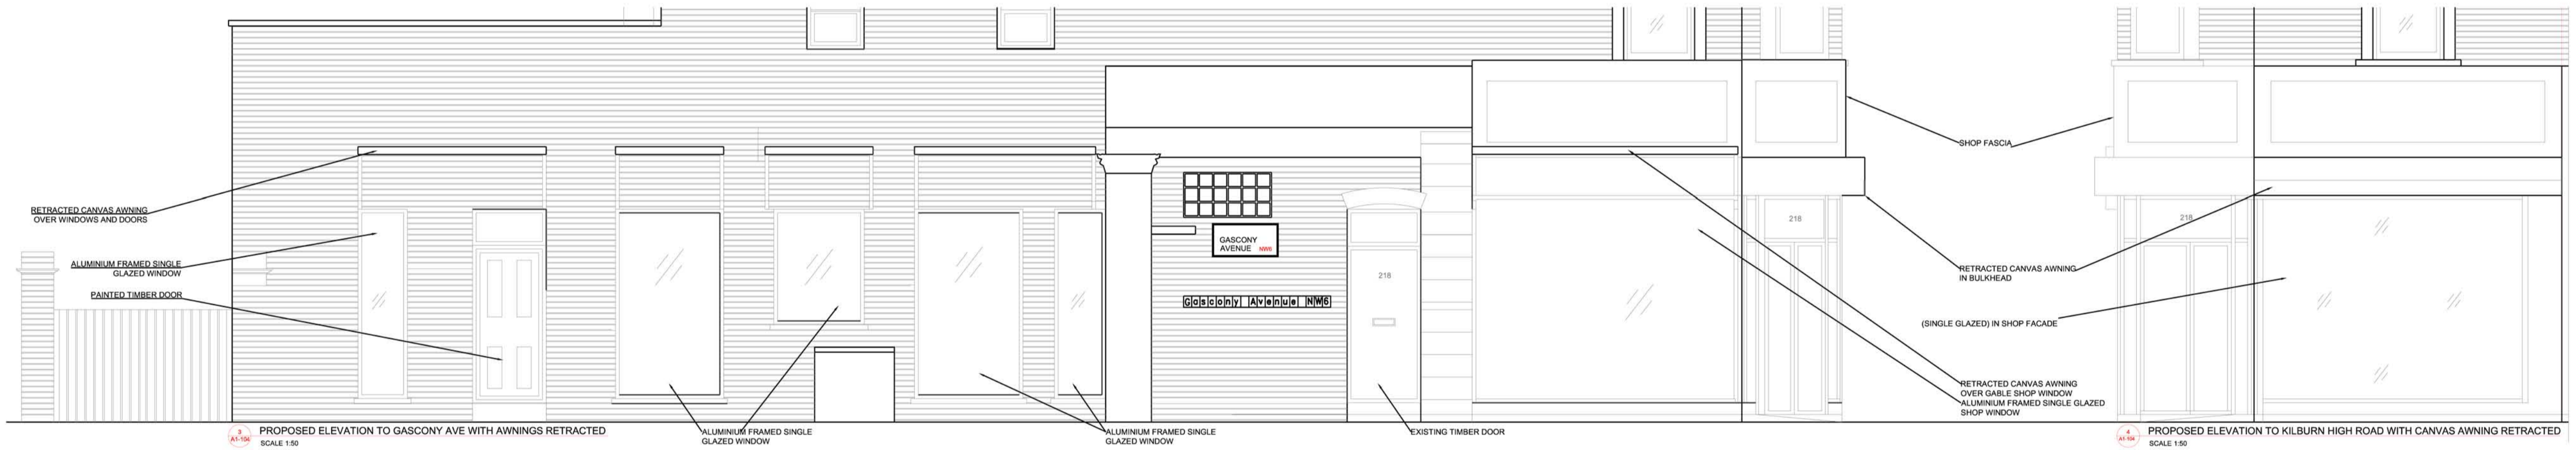 RETRACTED CANVAS AWNING
OVER WINDOWS AND DOORS
ALUMINIUM FRAMED SINGLE
GLAZED WINDOW
PAINTED TIMBER DOOR
GASCONY
AVENUE NW6
Gascony Avenue NW6
218
218
SHOP FASCIA
218
RETRACTED CANVAS AWNING
IN BULKHEAD
(SINGLE GLAZED) IN SHOP FACADE
RETRACTED CANVAS AWNING
OVER GABLE SHOP WINDOW
ALUMINIUM FRAMED SINGLE GLAZED
SHOP WINDOW
ALUMINIUM FRAMED SINGLE
GLAZED WINDOW
ALUMINIUM FRAMED SINGLE
GLAZED WINDOW
EXISTING TIMBER DOOR
3
A1-104
PROPOSED ELEVATION TO GASCONY AVE WITH AWNINGS RETRACTED
SCALE 1:50
4
A1-104
PROPOSED ELEVATION TO KILBURN HIGH ROAD WITH CANVAS AWNING RETRACTED
SCALE 1:50